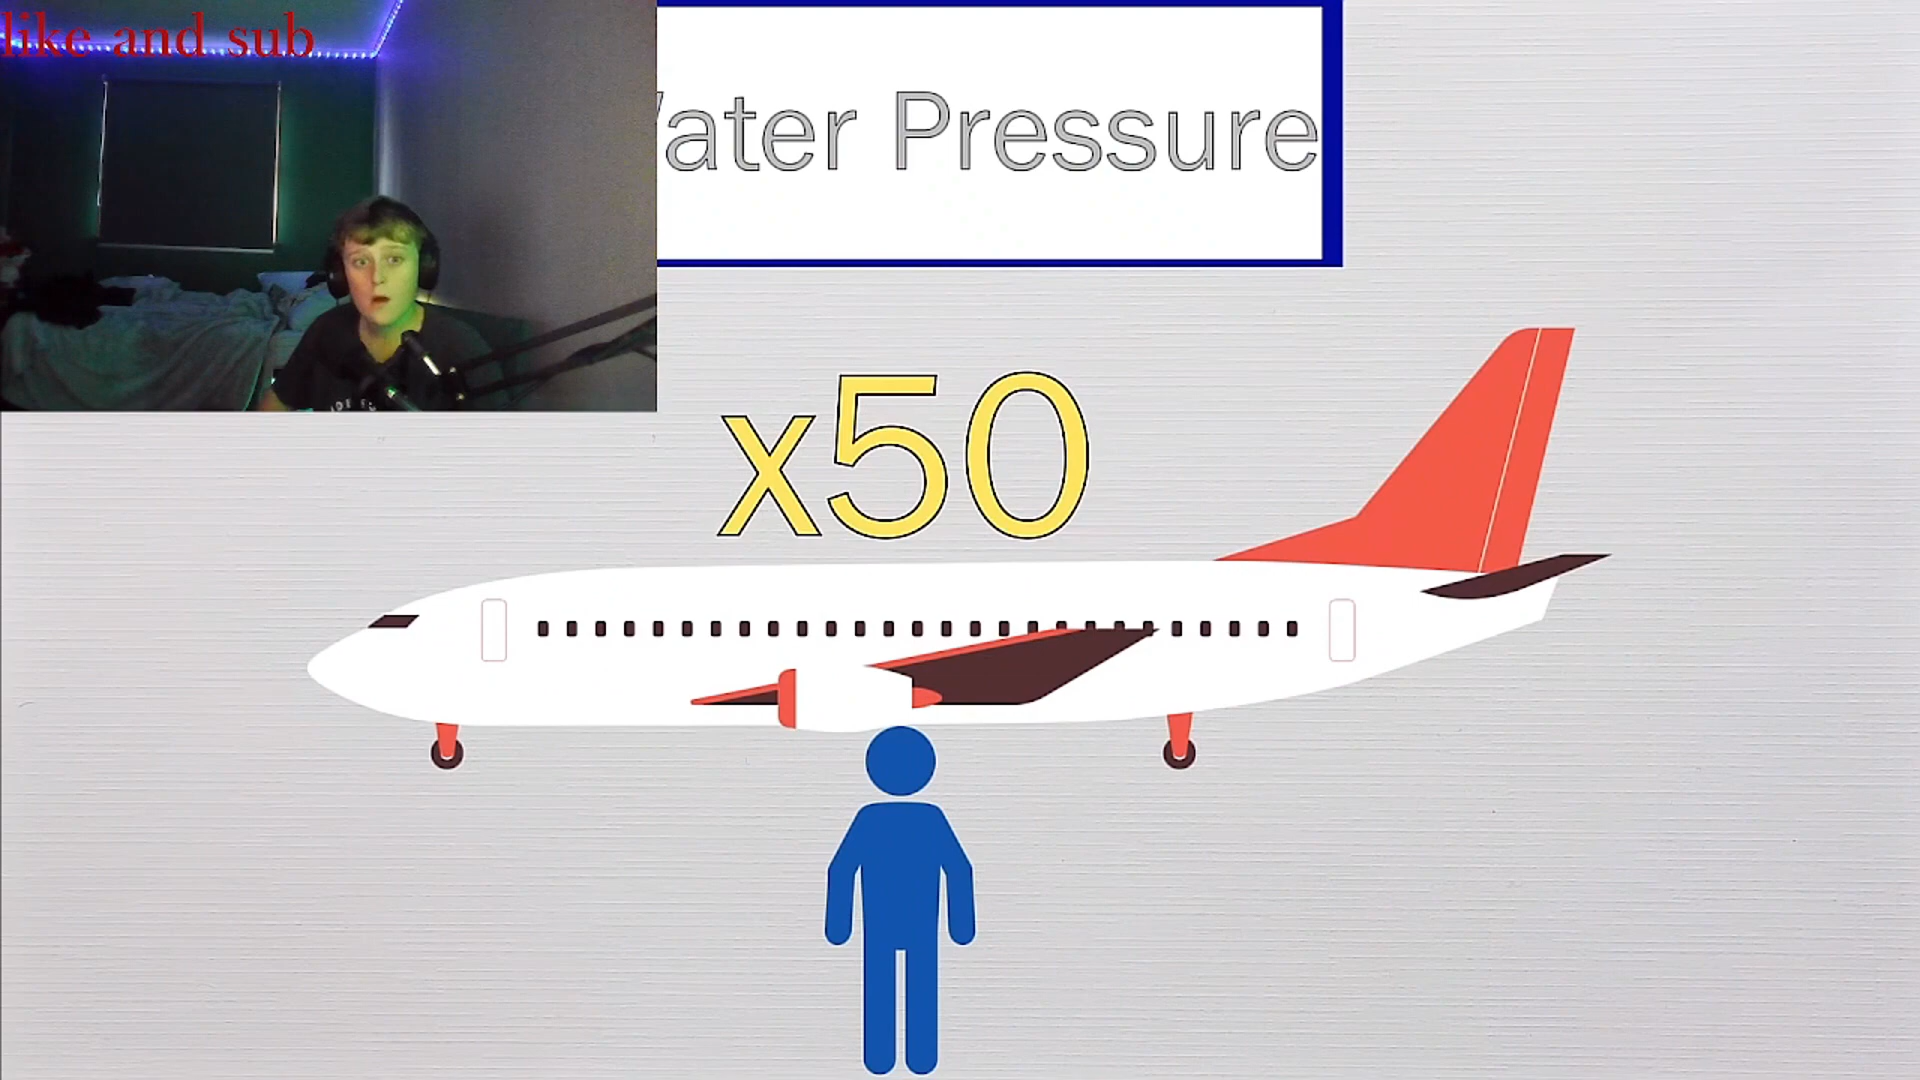 like and sub
ater Pressure
x50